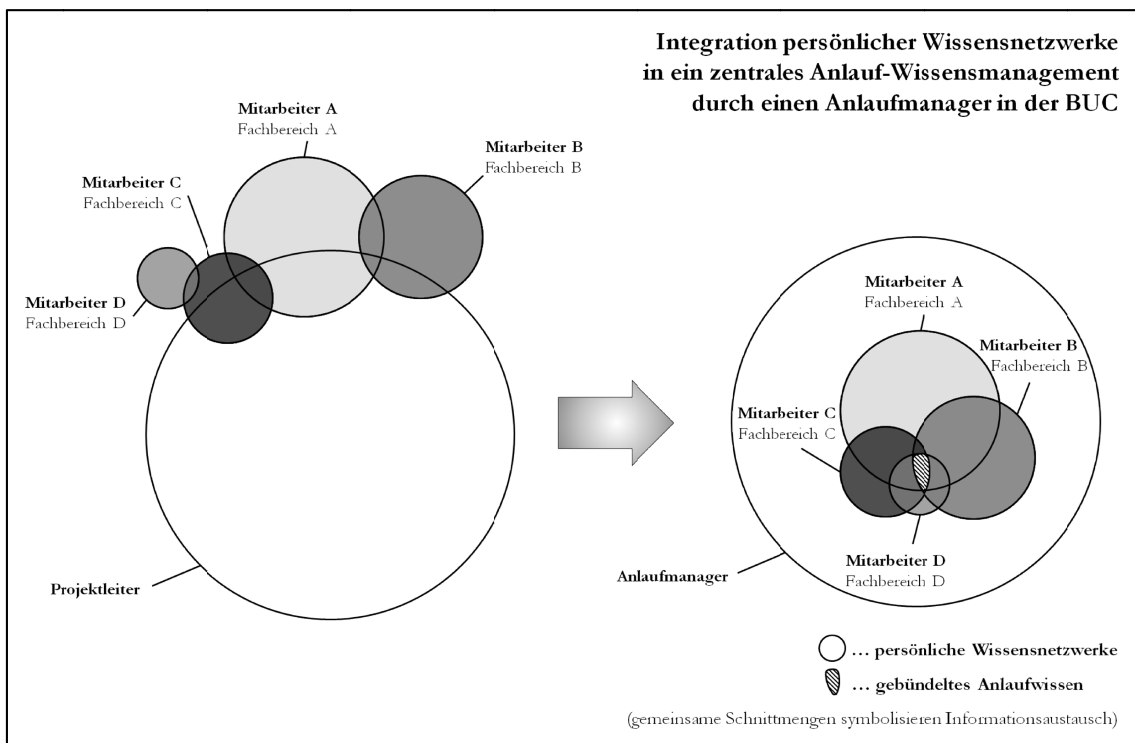 Integration persönlicher Wissensnetzwerke
in ein zentrales Anlauf-Wissensmanagement
durch einen Anlaufmanager in der BUC
Mitarbeiter A
Fachbereich A
Mitarbeiter B
Fachbereich B
Mitarbeiter C
Fachbereich C
Mitarbeiter D
Fachbereich D
Projektleiter
Mitarbeiter A
Fachbereich A
Mitarbeiter B
Fachbereich B
Mitarbeiter C
Fachbereich C
Mitarbeiter D
Fachbereich D
Anlaufmanager
... persönliche Wissensnetzwerke
... gebündeltes Anlaufwissen
(gemeinsame Schnittmengen symbolisieren Informationsaustausch)